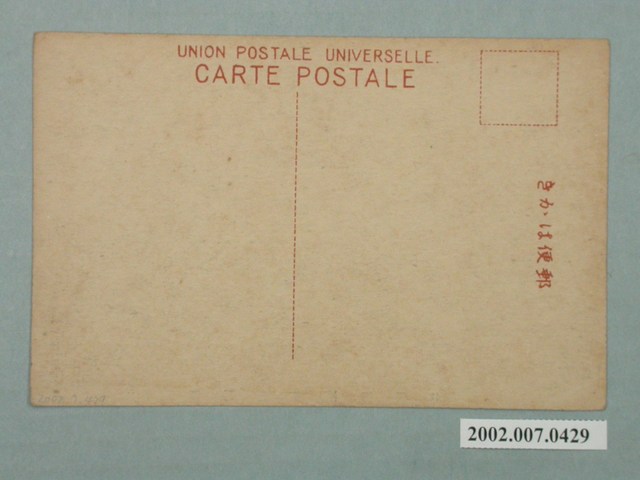 UNION POSTALE UNIVERSELLE.
CARTE POSTALE
きかは便郵
2002.007.0429